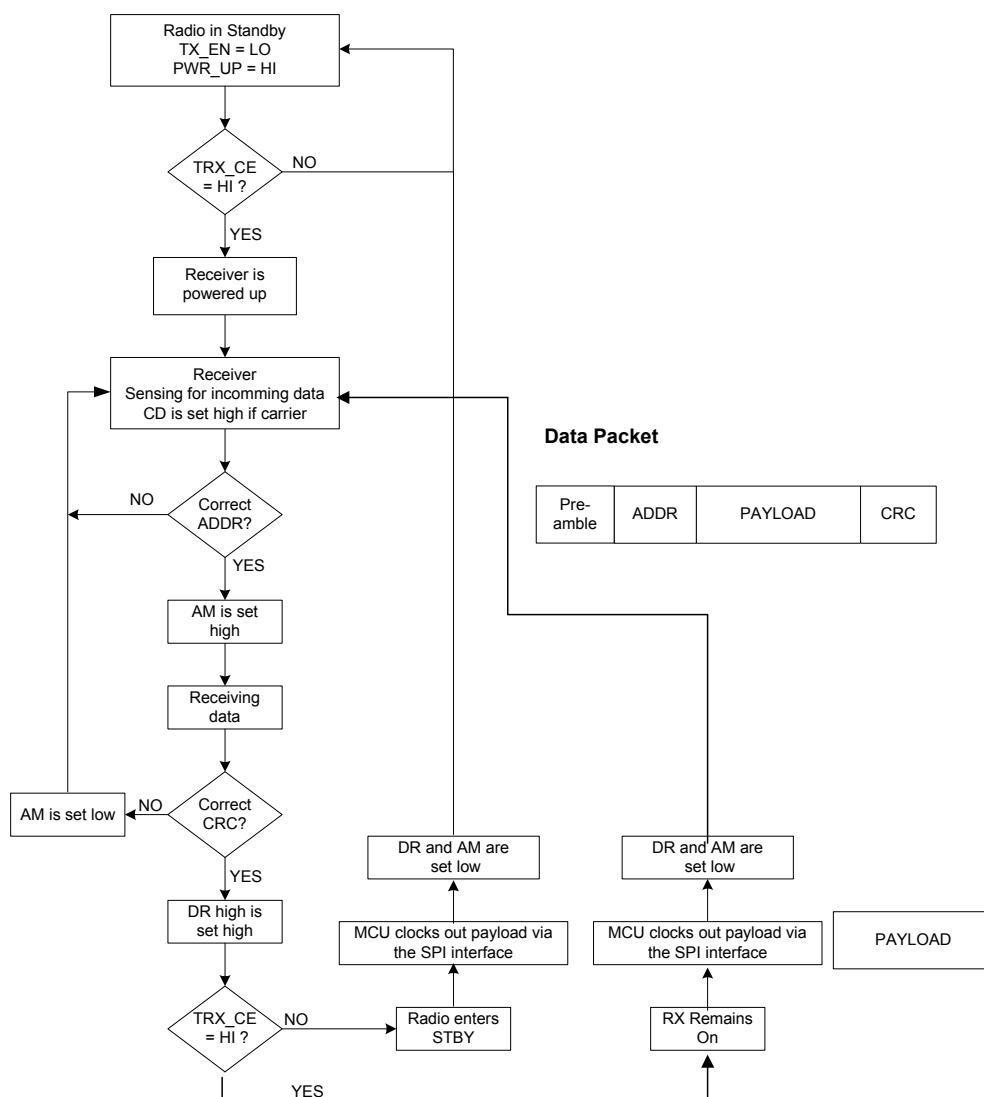 Radio in Standby
TX_EN = LO
PWR_UP = HI
TRX_CE
= HI ?
NO
YES
Receiver is
powered up
Receiver
Sensing for incomming data
CD is set high if carrier
Data Packet
Pre-
amble
ADDR
PAYLOAD
CRC
NO
Correct
ADDR?
YES
AM is set
high
Receiving
data
AM is set low
NO
Correct
CRC?
YES
DR and AM are
set low
DR and AM are
set low
DR high is
set high
MCU clocks out payload via
the SPI interface
MCU clocks out payload via
the SPI interface
PAYLOAD
TRX_CE
= HI ?
NO
Radio enters
STBY
RX Remains
On
YES